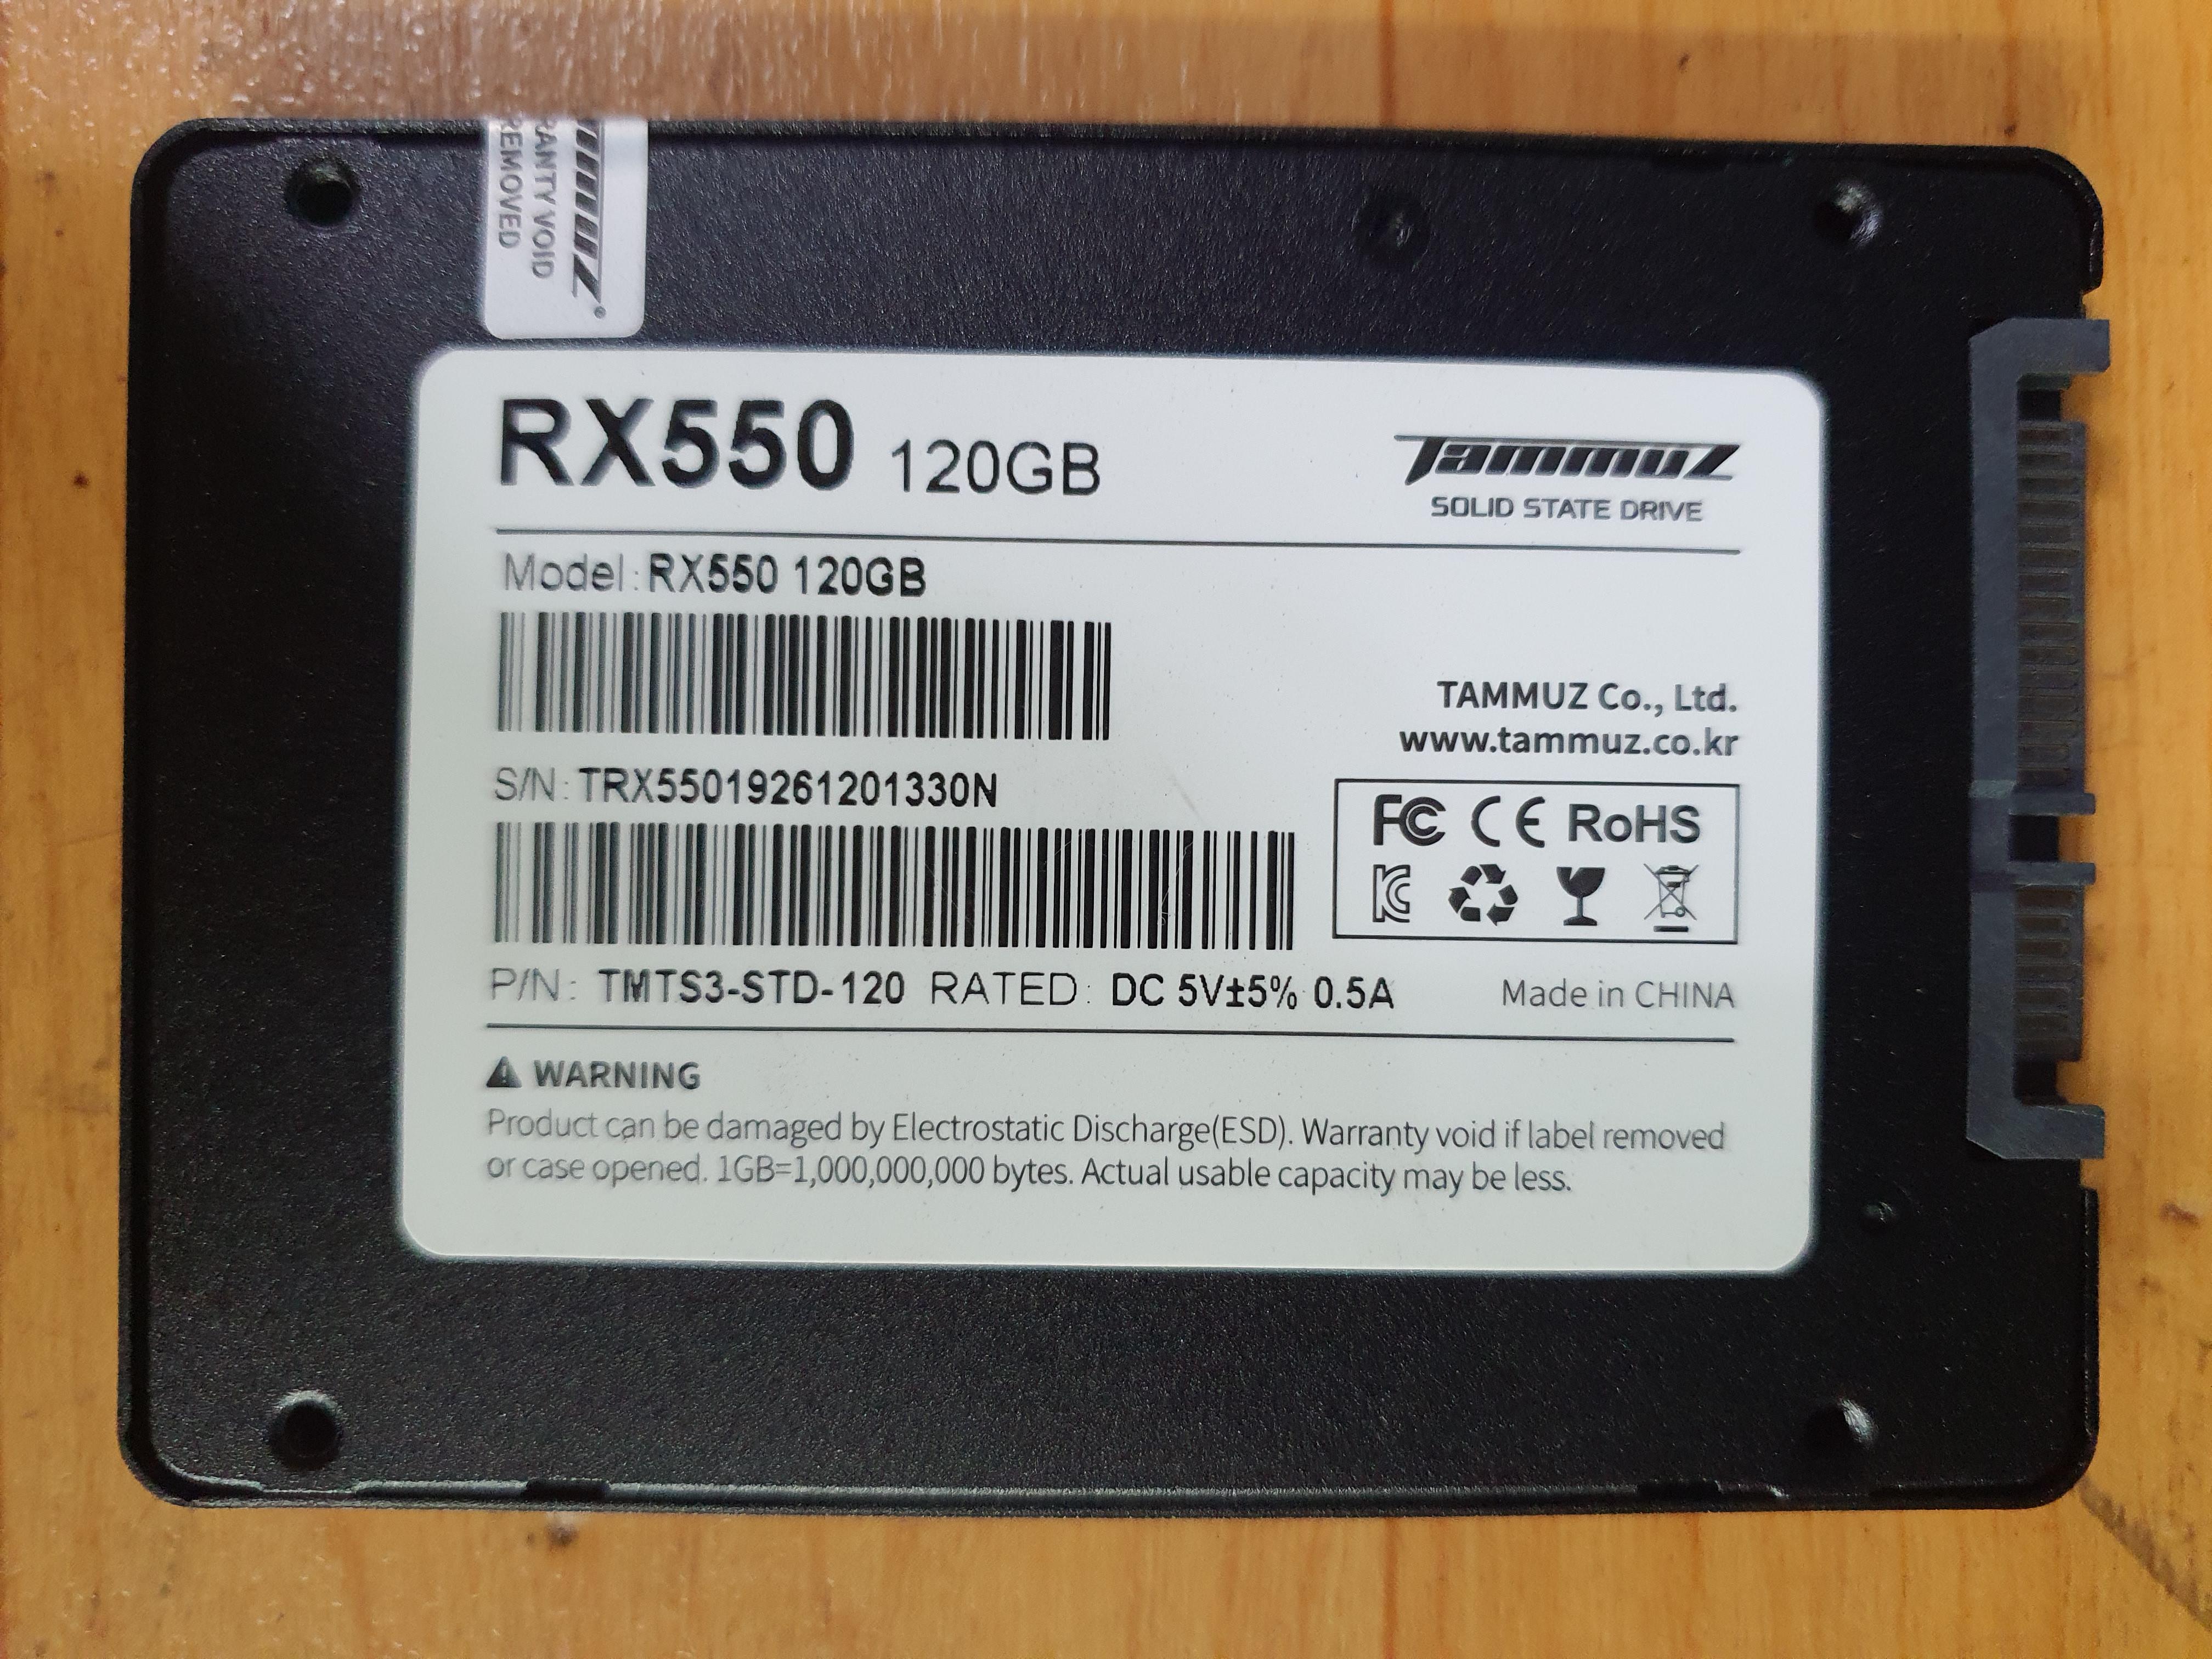 RANTY VOID
REMOVED
RX550 120GB
TammuZ
SOLID STATE DRIVE
Model: RX550 120GB
TAMMUZ Co., Ltd.
www.tammuz.co.kr
S/N: TRX55019261201330N
FC CE RoHS
KC
P/N: TMTS3-STD-120 RATED: DC 5V±5% 0.5A
Made in CHINA
WARNING
Product can be damaged by Electrostatic Discharge(ESD). Warranty void if label removed
or case opened. 1GB=1,000,000,000 bytes. Actual usable capacity may be less.